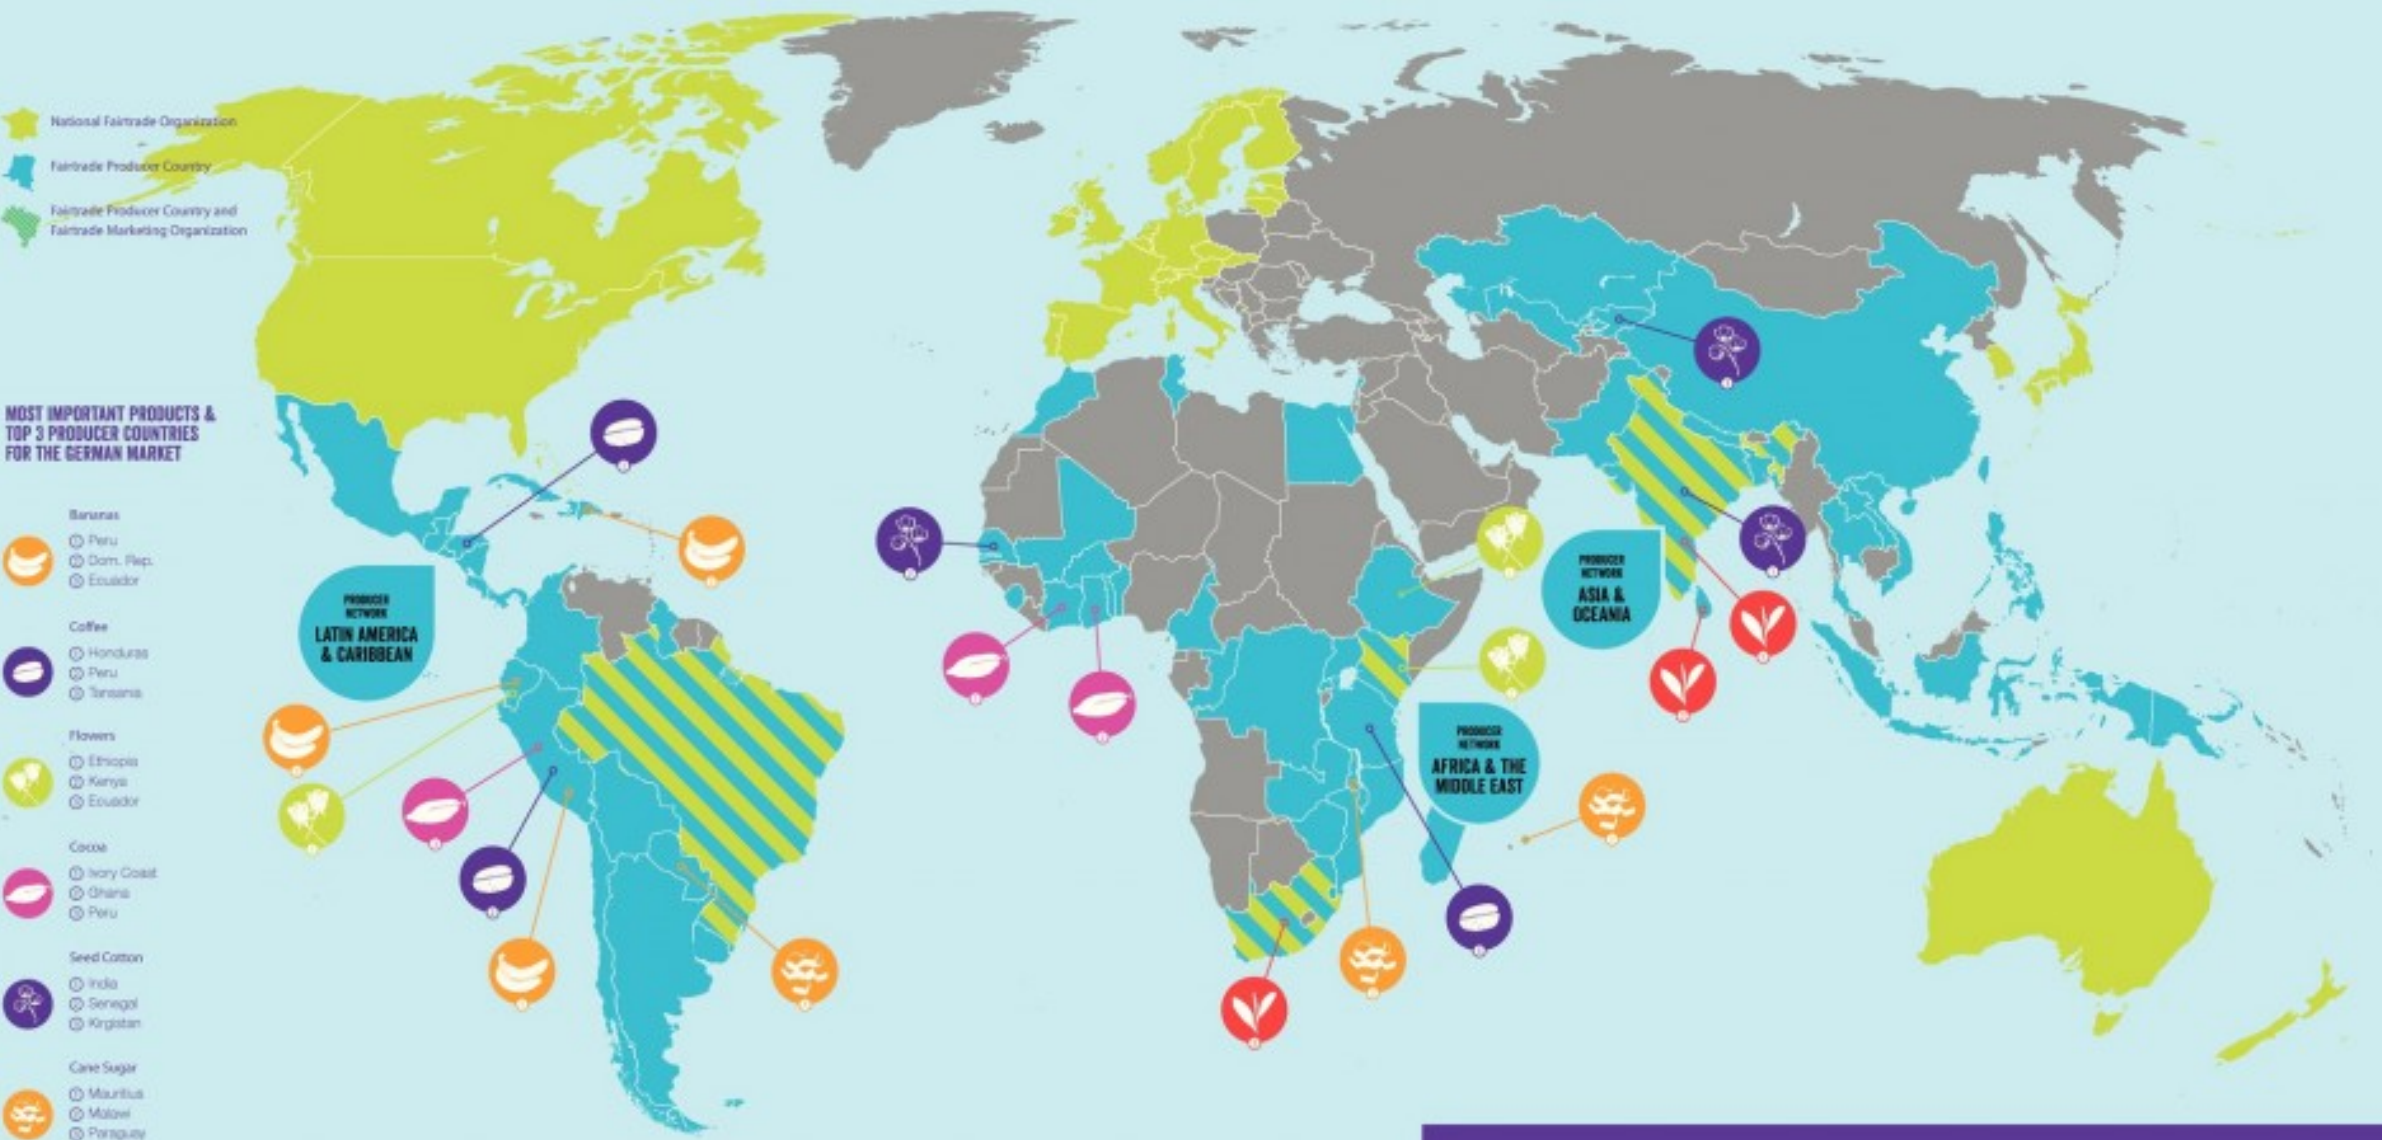 National Fairtrade Organization
Fairtrade Producer Country
Fairtrade Producer Country and
Fairtrade Marketing Organization
MOST IMPORTANT PRODUCTS &
TOP 3 PRODUCER COUNTRIES
FOR THE GERMAN MARKET
Bananas
1 Peru
2 Dom. Rep.
3 Ecuador
Coffee
1 Honduras
2 Peru
3 Tansania
Flowers
1 Ethiopia
2 Kenya
3 Ecuador
Cocoa
1 Ivory Coast
2 Ghana
3 Peru
Seed Cotton
1 India
2 Senegal
3 Kirgistan
Cane Sugar
1 Mauritius
2 Malawi
3 Paraguay
PRODUCER
NETWORK
LATIN AMERICA
& CARIBBEAN
PRODUCER
NETWORK
ASIA &
OCEANIA
PRODUCER
NETWORK
AFRICA & THE
MIDDLE EAST